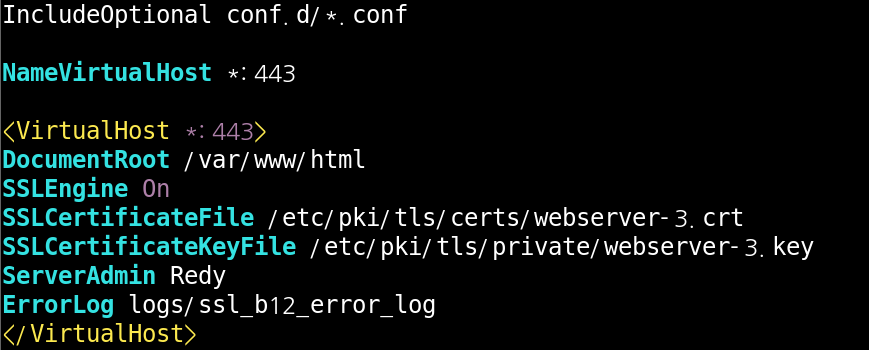 IncludeOptional conf.d/*.conf
NameVirtualHost *:443
<VirtualHost *:443>
DocumentRoot /var/www/html
SSLEngine On
SSLCertificateFile /etc/pki/tls/certs/webserver-3.crt
SSLCertificateKeyFile /etc/pki/tls/private/webserver-3.key
ServerAdmin Redy
ErrorLog logs/ssl_b12_error_log
</VirtualHost>